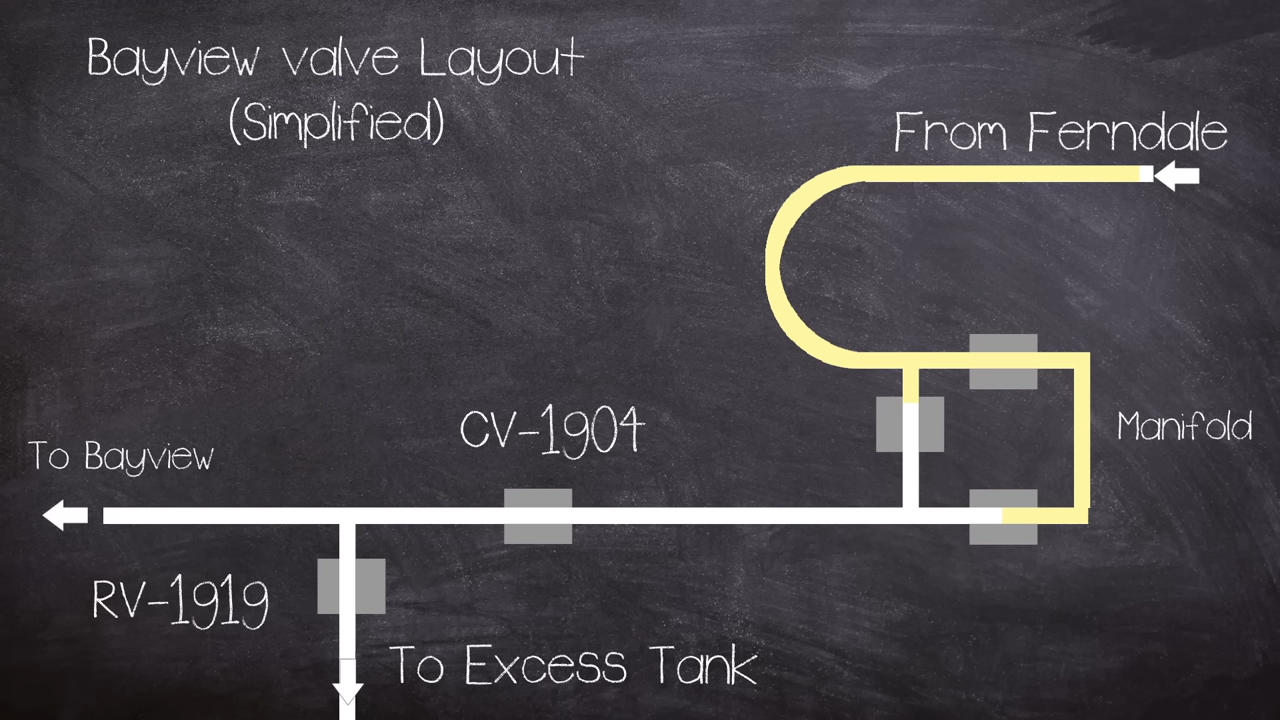 Bayview valve Layout
(Simplified)
From Ferndale
CV-1904
Manifold
To Bayview
RV-1919
To Excess Tank